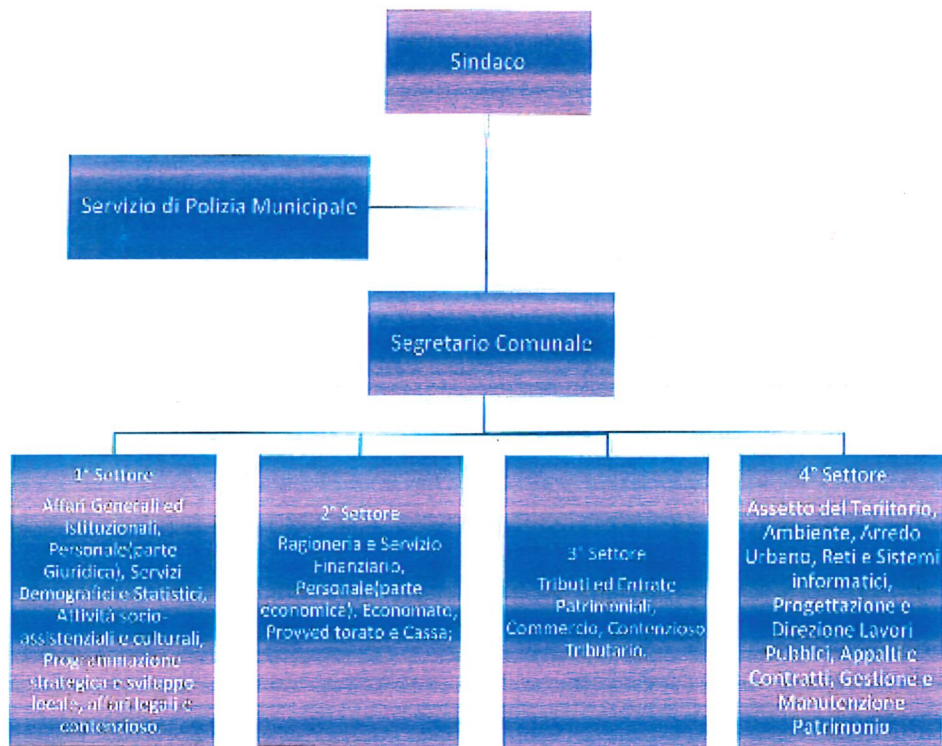 Sindaco
Servizio di Polizia Municipale
Segretario Comunale
1° Settore
Affari Generali ed
istituzionali,
Personale(parte
Giuridica), Servizi
Demografici e Statistici,
Attività socio-
assistenziali e culturali,
Programmazione
strategica e sviluppo
locale, affari legali e
contenzioso.
2° Settore
Ragioneria e Servizio
Finanziario,
Personale(parte
economica), Economato,
Provveditorato e Cassa;
3° Settore
Tributi ed Entrate
Patrimoniali,
Commercio, Contenzioso
Tributario.
4° Settore
Assetto del Territorio,
Ambiente, Arredo
Urbano, Reti e Sistemi
informatici,
Progettazione e
Direzione Lavori
Pubblici, Appalti e
Contratti, Gestione e
Manutenzione
Patrimonio